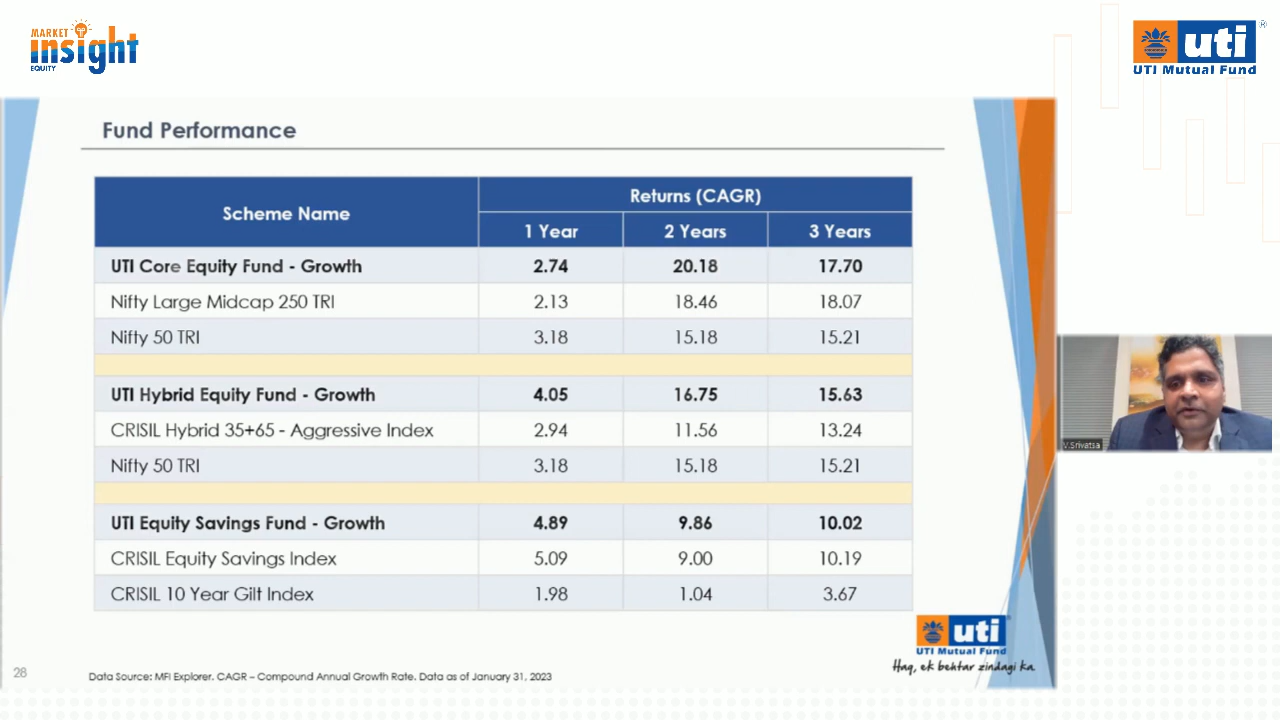 MARKET
insight
EQUITY
uti
®
UTI Mutual Fund
Fund Performance
Scheme Name
Returns (CAGR)
1 Year 2 Years 3 Years
UTI Core Equity Fund - Growth 2.74 20.18 17.70
Nifty Large Midcap 250 TRI 2.13 18.46 18.07
Nifty 50 TRI 3.18 15.18 15.21
UTI Hybrid Equity Fund - Growth 4.05 16.75 15.63
CRISIL Hybrid 35+65 - Aggressive Index 2.94 11.56 13.24
Nifty 50 TRI 3.18 15.18 15.21
UTI Equity Savings Fund - Growth 4.89 9.86 10.02
CRISIL Equity Savings Index 5.09 9.00 10.19
CRISIL 10 Year Gilt Index 1.98 1.04 3.67
V.Srivatsa
uti
UTI Mutual Fund
Haq, ek behtar zindagi ka.
28
Data Source: MFI Explorer. CAGR – Compound Annual Growth Rate. Data as of January 31, 2023